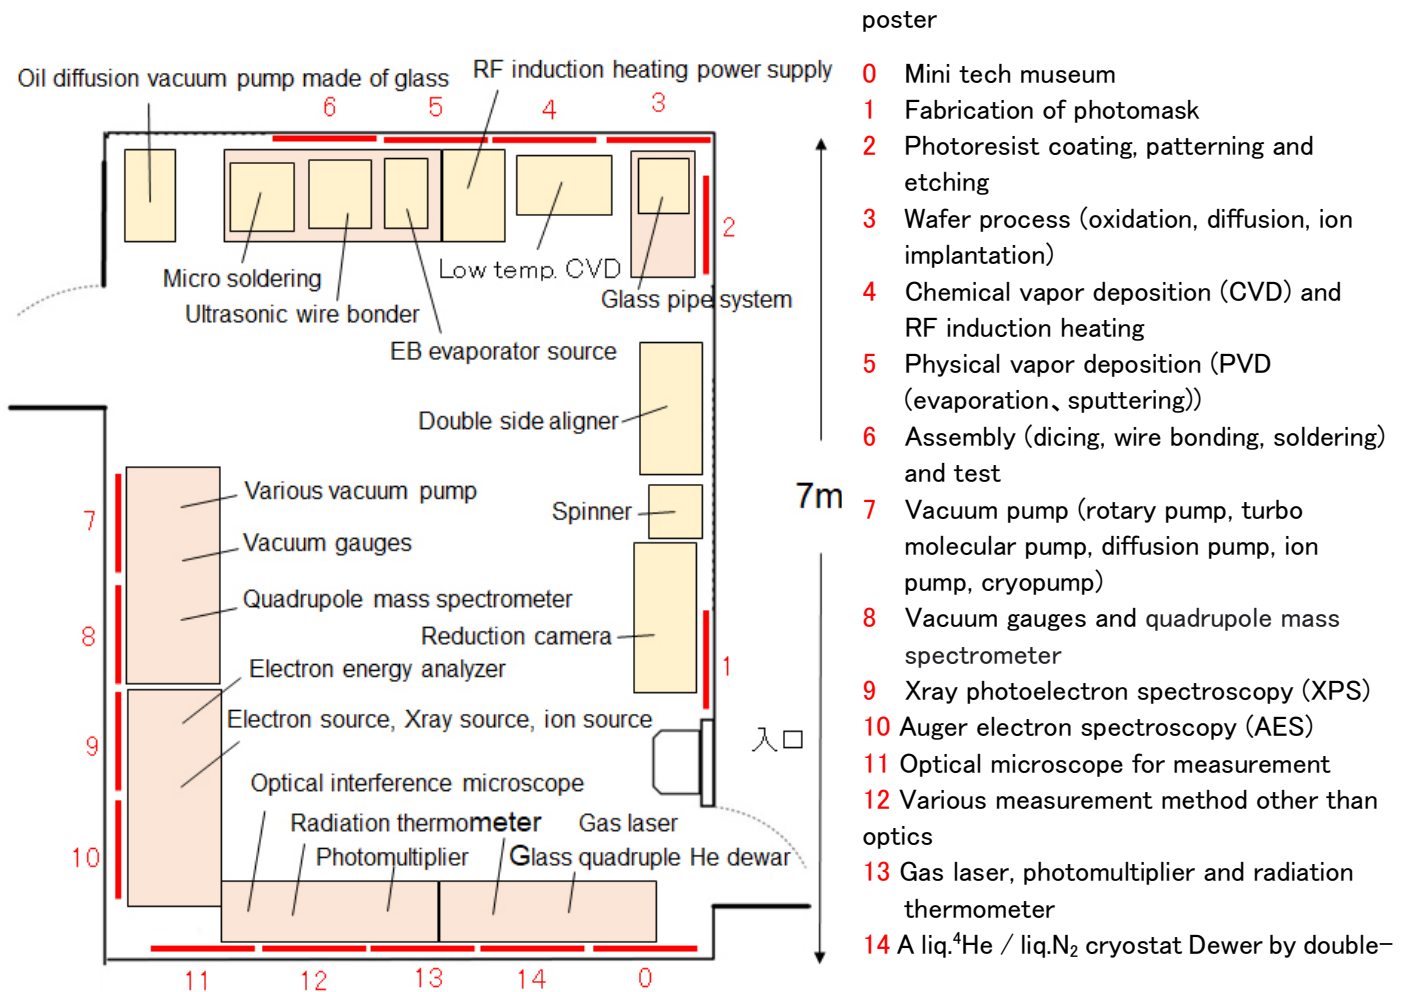 poster
Oil diffusion vacuum pump made of glass
RF induction heating power supply
6
5
4
3
2
Micro soldering
Ultrasonic wire bonder
EB evaporator source
Low temp. CVD
Glass pipe system
Double side aligner
Spinner
Reduction camera
7m
1
入口
7
Various vacuum pump
Vacuum gauges
8
Quadrupole mass spectrometer
Electron energy analyzer
9
Electron source, Xray source, ion source
Optical interference microscope
Radiation thermometer
Gas laser
10
Photomultiplier
Glass quadruple He dewar
11
12
13
14
0
0 Mini tech museum
1 Fabrication of photomask
2 Photoresist coating, patterning and
etching
3 Wafer process (oxidation, diffusion, ion
implantation)
4 Chemical vapor deposition (CVD) and
RF induction heating
5 Physical vapor deposition (PVD
(evaporation、sputtering))
6 Assembly (dicing, wire bonding, soldering)
and test
7 Vacuum pump (rotary pump, turbo
molecular pump, diffusion pump, ion
pump, cryopump)
8 Vacuum gauges and quadrupole mass
spectrometer
9 Xray photoelectron spectroscopy (XPS)
10 Auger electron spectroscopy (AES)
11 Optical microscope for measurement
12 Various measurement method other than
optics
13 Gas laser, photomultiplier and radiation
thermometer
14 A liq.⁴He / liq.N₂ cryostat Dewer by double-